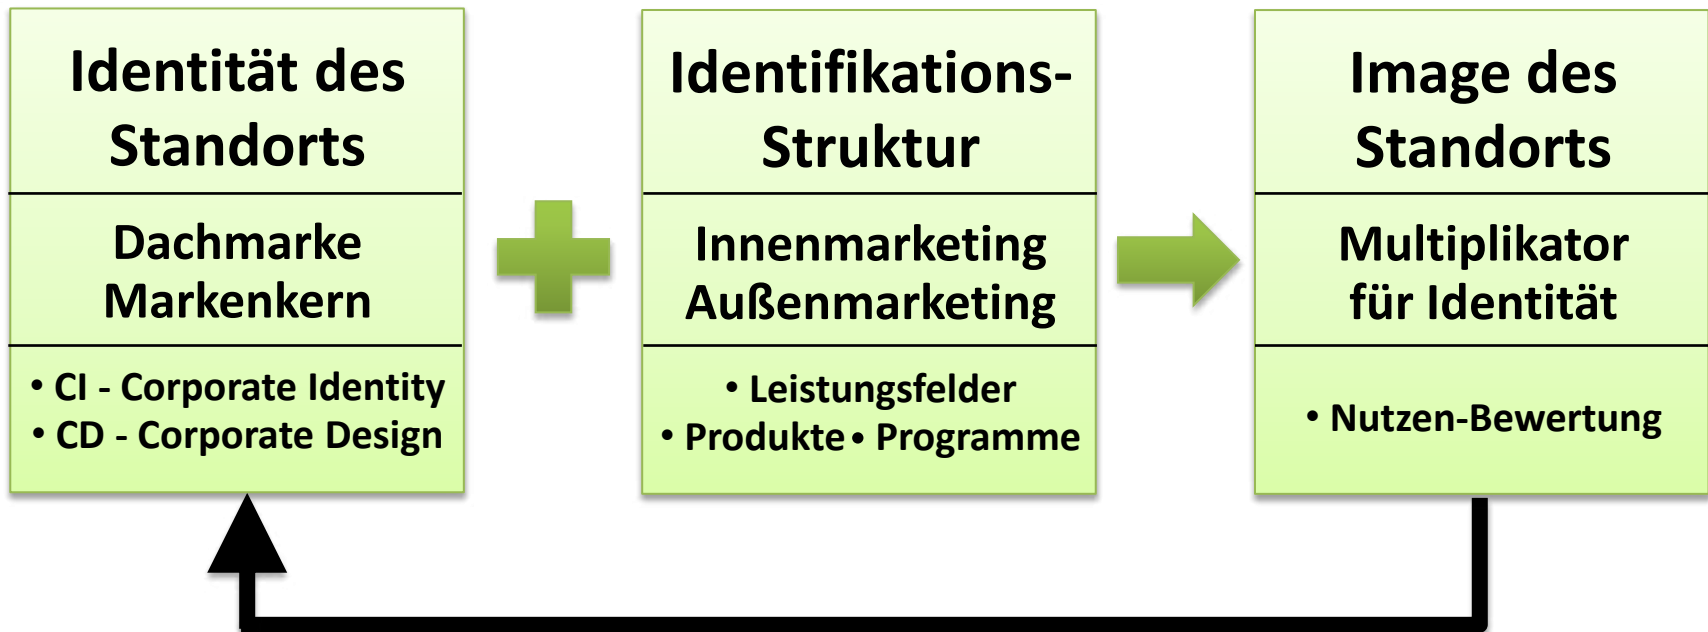 Identität des
Standorts
Dachmarke
Markenkern
• CI - Corporate Identity
• CD - Corporate Design
Identifikations-
Struktur
Innenmarketing
Außenmarketing
• Leistungsfelder
• Produkte • Programme
Image des
Standorts
Multiplikator
für Identität
• Nutzen-Bewertung